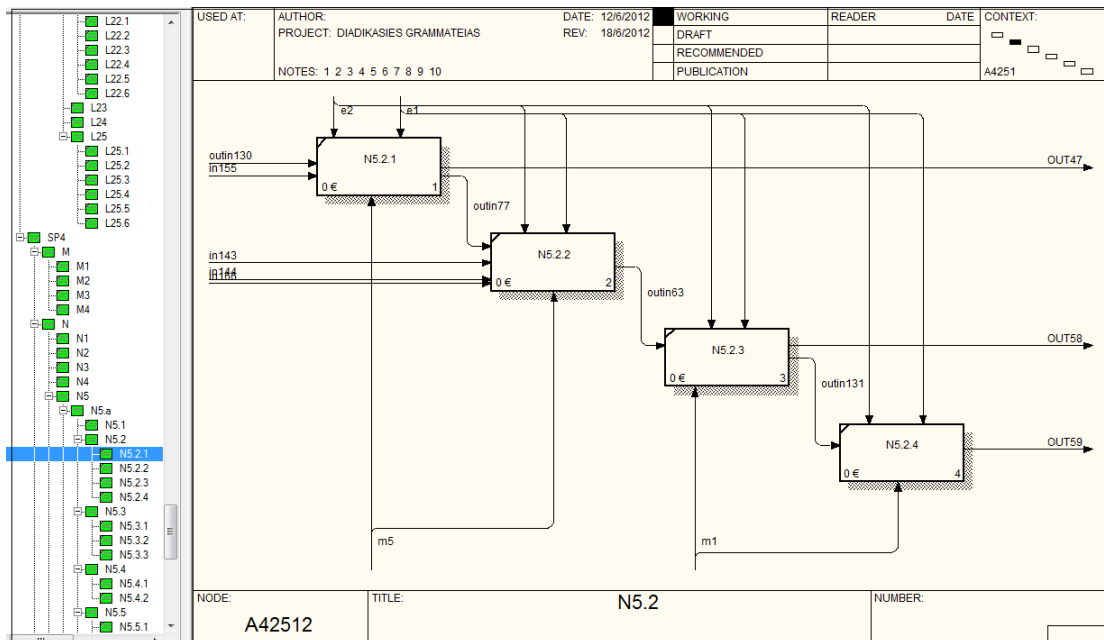 L22.1
L22.2
L22.3
L22.4
L22.5
L22.6
L23
L24
L25
L25.1
L25.2
L25.3
L25.4
L25.5
L25.6
SP4
M
M1
M2
M3
M4
N
N1
N2
N3
N4
N5
N5.a
N5.1
N5.2
N5.2.1
N5.2.2
N5.2.3
N5.2.4
N5.3
N5.3.1
N5.3.2
N5.3.3
N5.4
N5.4.1
N5.4.2
N5.5
N5.5.1
USED AT:
AUTHOR:
DATE: 12/6/2012
PROJECT: DIADIKASIES GRAMMATEIAS
REV: 18/6/2012
NOTES: 1 2 3 4 5 6 7 8 9 10
WORKING
DRAFT
RECOMMENDED
PUBLICATION
READER
DATE
CONTEXT:
A4251
e2
e1
outin130
in155
N5.2.1
0 €
1
OUT47
outin77
in143
in144
in166
N5.2.2
0 €
2
outin63
N5.2.3
0 €
3
OUT58
outin131
N5.2.4
0 €
4
OUT59
m5
m1
NODE:
A42512
TITLE:
N5.2
NUMBER: